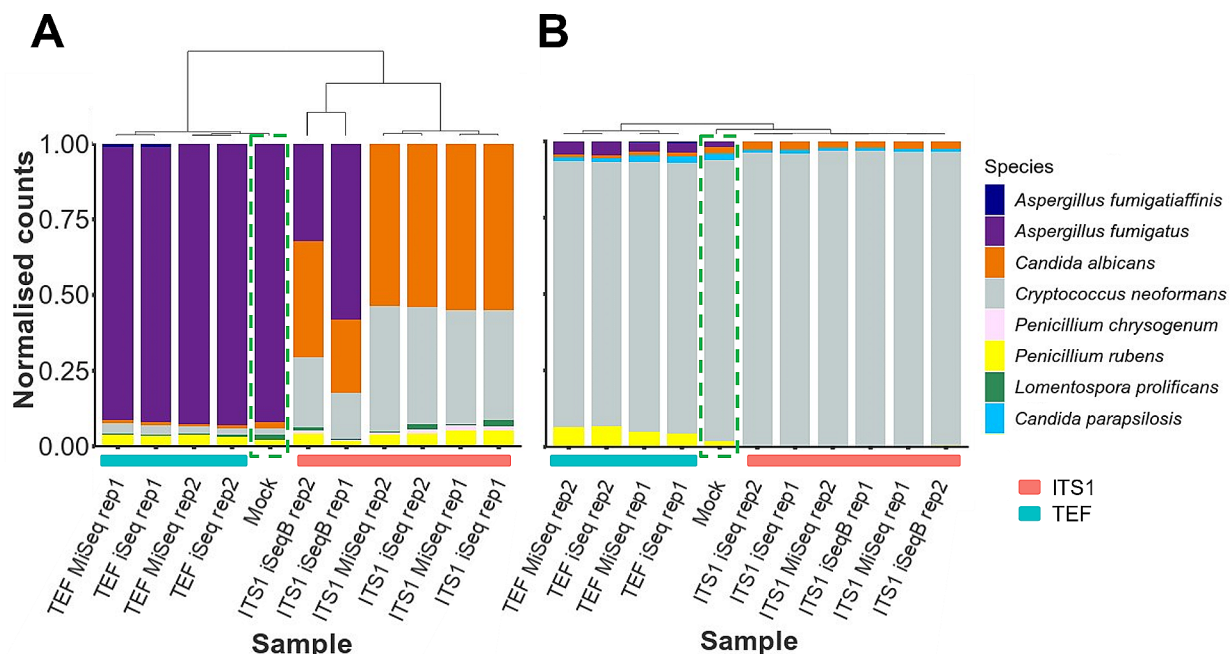 A
B
Normalised counts
1.00
0.75
0.50
0.25
0.00
TEF MiSeq rep1
TEF iSeq rep1
TEF MiSeq rep2
TEF iSeq rep2
Mock
ITS1 iSeqB rep2
ITS1 iSeqB rep1
ITS1 MiSeq rep2
ITS1 iSeq rep2
ITS1 MiSeq rep1
ITS1 iSeq rep1
Sample
TEF MiSeq rep2
TEF iSeq rep2
TEF MiSeq rep1
TEF iSeq rep1
Mock
ITS1 iSeq rep2
ITS1 iSeq rep1
ITS1 MiSeq rep2
ITS1 iSeqB rep1
ITS1 MiSeq rep1
ITS1 iSeqB rep2
Sample
Species
Aspergillus fumigatiaffinis
Aspergillus fumigatus
Candida albicans
Cryptococcus neoformans
Penicillium chrysogenum
Penicillium rubens
Lomentospora prolificans
Candida parapsilosis
ITS1
TEF